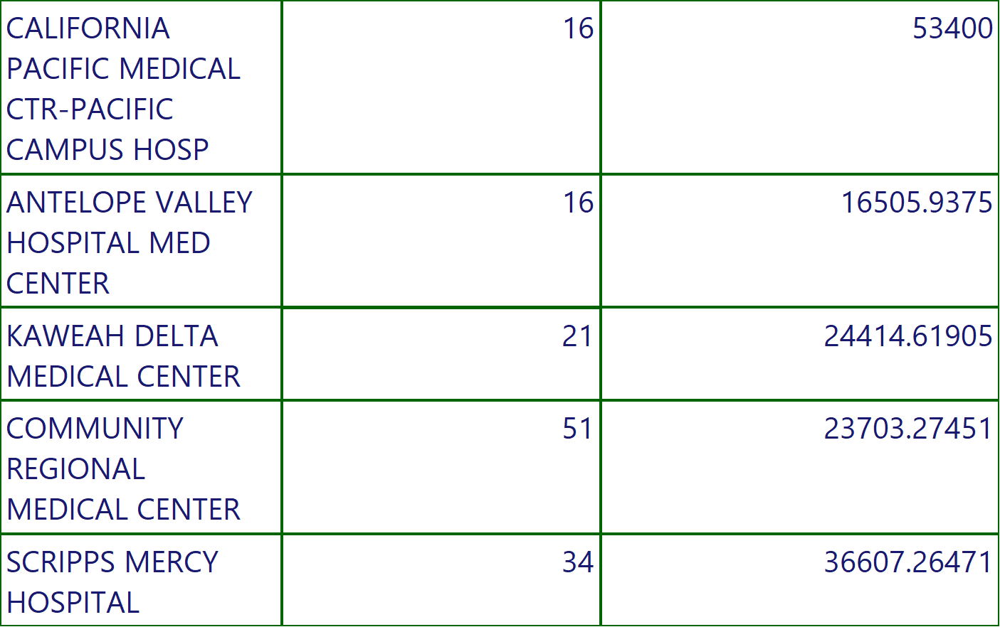 CALIFORNIA 16 53400
PACIFIC MEDICAL
CTR-PACIFIC
CAMPUS HOSP
ANTELOPE VALLEY 16 16505.9375
HOSPITAL MED
CENTER
KAWEAH DELTA 21 24414.61905
MEDICAL CENTER
COMMUNITY 51 23703.27451
REGIONAL
MEDICAL CENTER
SCRIPPS MERCY 34 36607.26471
HOSPITAL